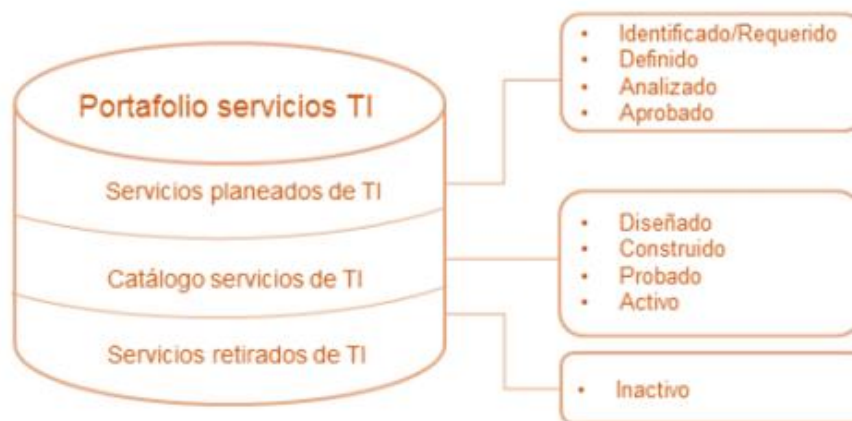 Portafolio servicios TI
Servicios planeados de TI
Catálogo servicios de TI
Servicios retirados de TI
• Identificado/Requerido
• Definido
• Analizado
• Aprobado
• Diseñado
• Construido
• Probado
• Activo
• Inactivo